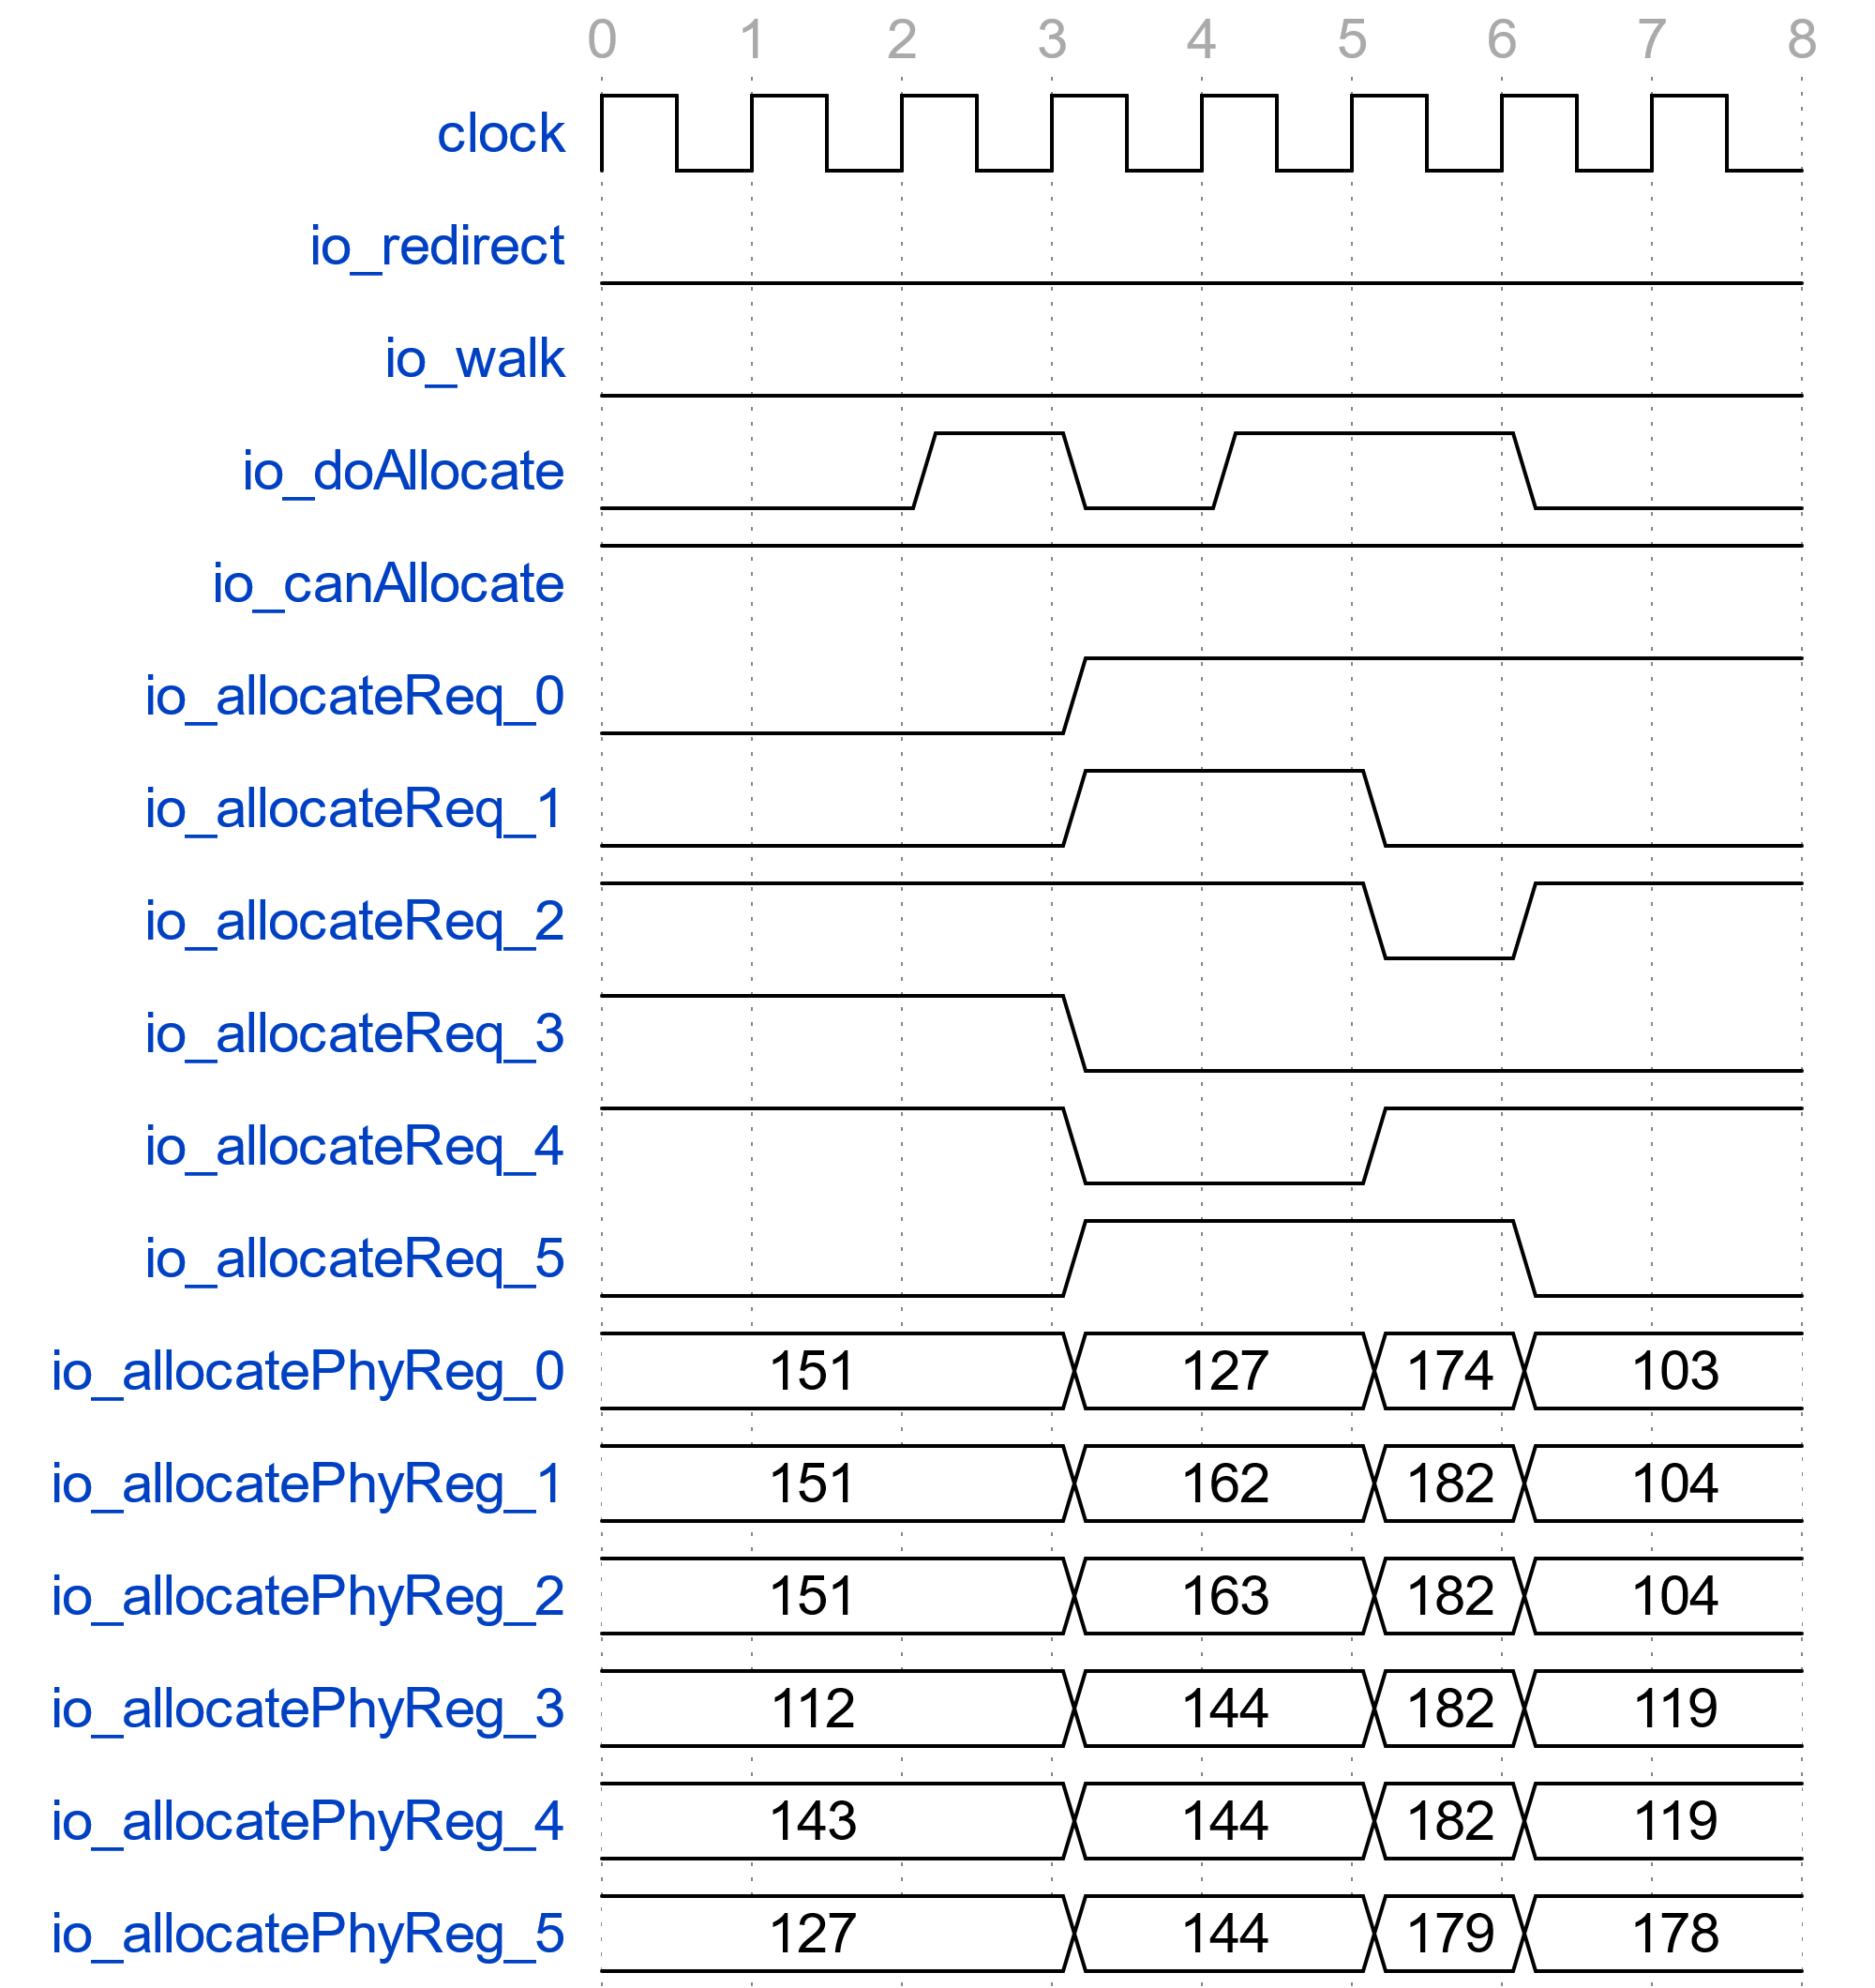 0 1 2 3 4 5 6 7 8
clock
io_redirect
io_walk
io_doAllocate
io_canAllocate
io_allocateReq_0
io_allocateReq_1
io_allocateReq_2
io_allocateReq_3
io_allocateReq_4
io_allocateReq_5
io_allocatePhyReg_0 151 127 174 103
io_allocatePhyReg_1 151 162 182 104
io_allocatePhyReg_2 151 163 182 104
io_allocatePhyReg_3 112 144 182 119
io_allocatePhyReg_4 143 144 182 119
io_allocatePhyReg_5 127 144 179 178